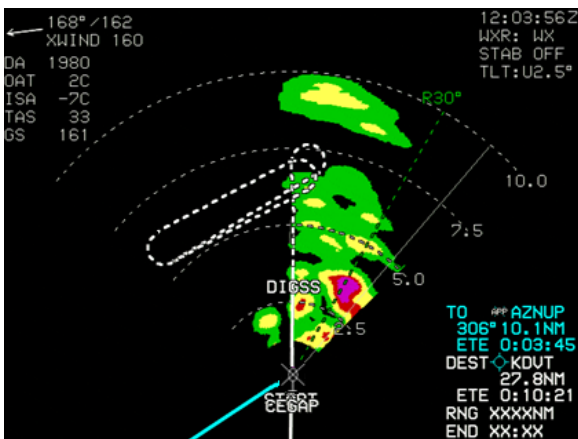 168°/162
XWIND 160
DA 1980
OAT 2C
ISA -7C
TAS 33
GS 161
12:03:56Z
WXR: WX
STAB OFF
TLT:U2.5°
R30°
10.0
7.5
5.0
2.5
DIGSS
CEGAP
TO APP AZNUP
306° 10.1NM
ETE 0:03:45
DEST KDVT
27.8NM
ETE 0:10:21
RNG XXXXNM
END XX:XX